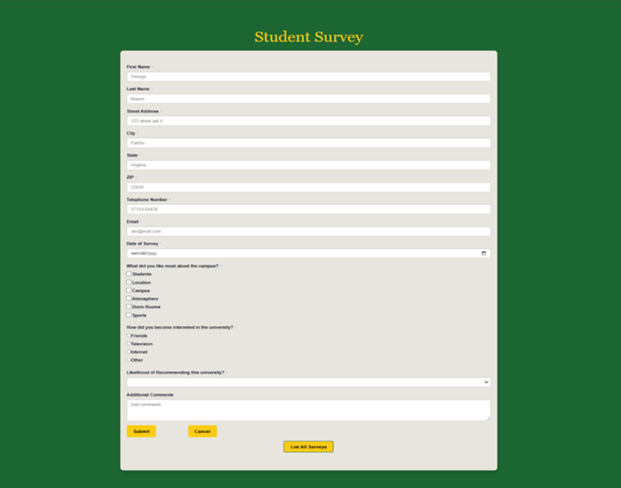 Student Survey
First Name
George
Last Name
Mason
Street Address
123 street apt 3
City
Fairfax
State
Virginia
ZIP
Telephone Number
Email
abc@mail.com
Date of Survey
mm/dd/yyyy
What did you like most about the campus?
Students
Location
Campus
Atmosphere
Dorm Rooms
Sports
How did you become interested in the university?
Friends
Television
Internet
Other
Likelihood of Recommending this university?
Additional Comments
Add comments
Submit Cancel
List All Surveys